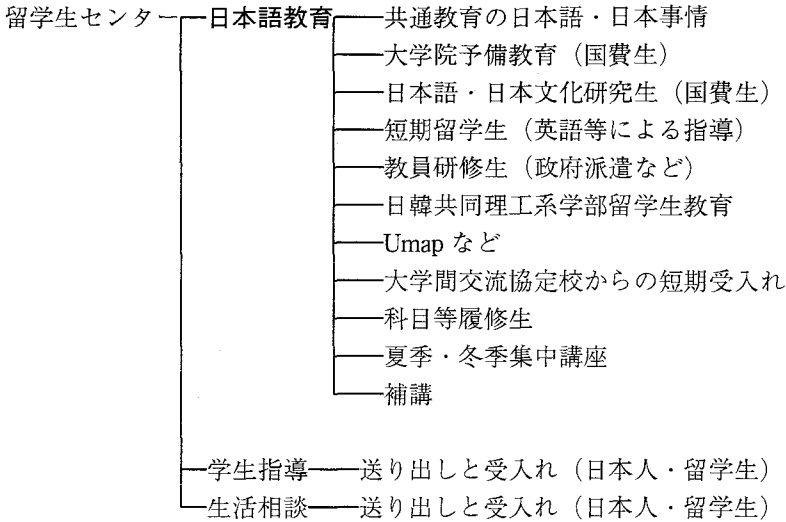 留学生センター 日本語教育 共通教育の日本語・日本事情
大学院予備教育(国費生)
日本語・日本文化研究生(国費生)
短期留学生(英語等による指導)
教員研修生(政府派遣など)
日韓共同理工系学部留学生教育
Umap など
大学間交流協定校からの短期受入れ
科目等履修生
夏季・冬季集中講座
補講
学生指導 送り出しと受入れ(日本人・留学生)
生活相談 送り出しと受入れ(日本人・留学生)